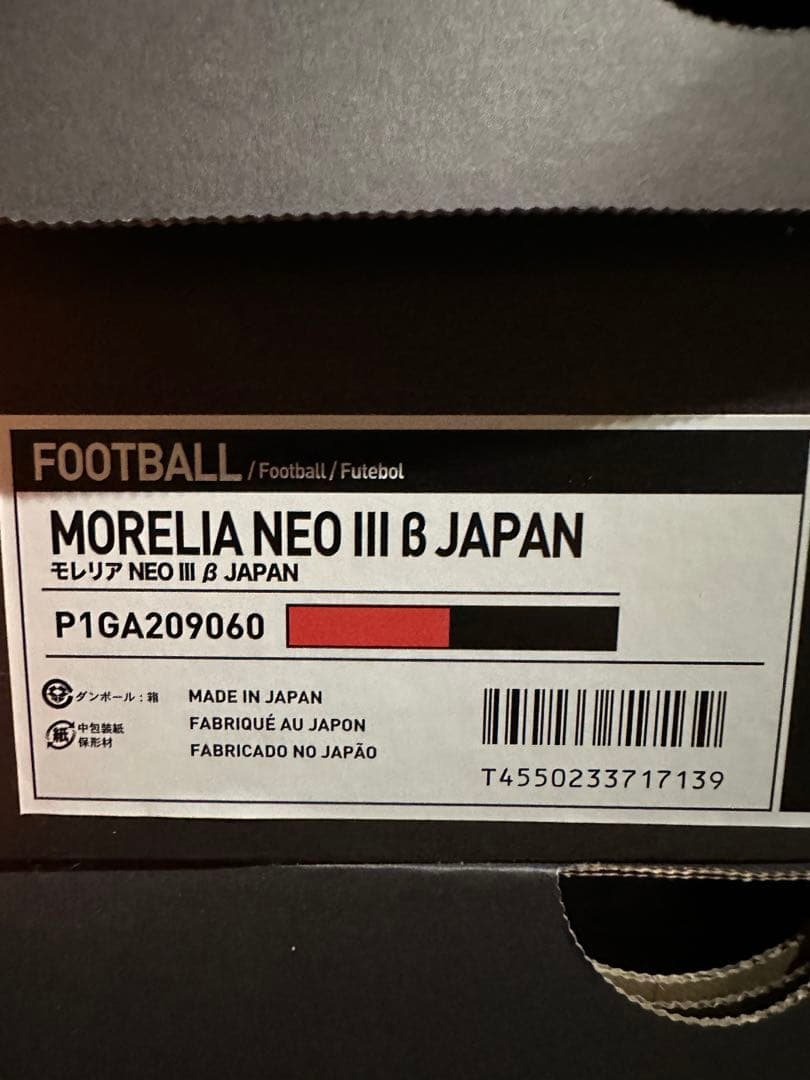 FOOTBALL / Football / Futebol
MORELIA NEO III β JAPAN
モレリア NEO III β JAPAN
P1GA209060
ダンボール : 箱
紙 中包装紙
保形材
MADE IN JAPAN
FABRIQUÉ AU JAPON
FABRICADO NO JAPÃO
T4550233717139